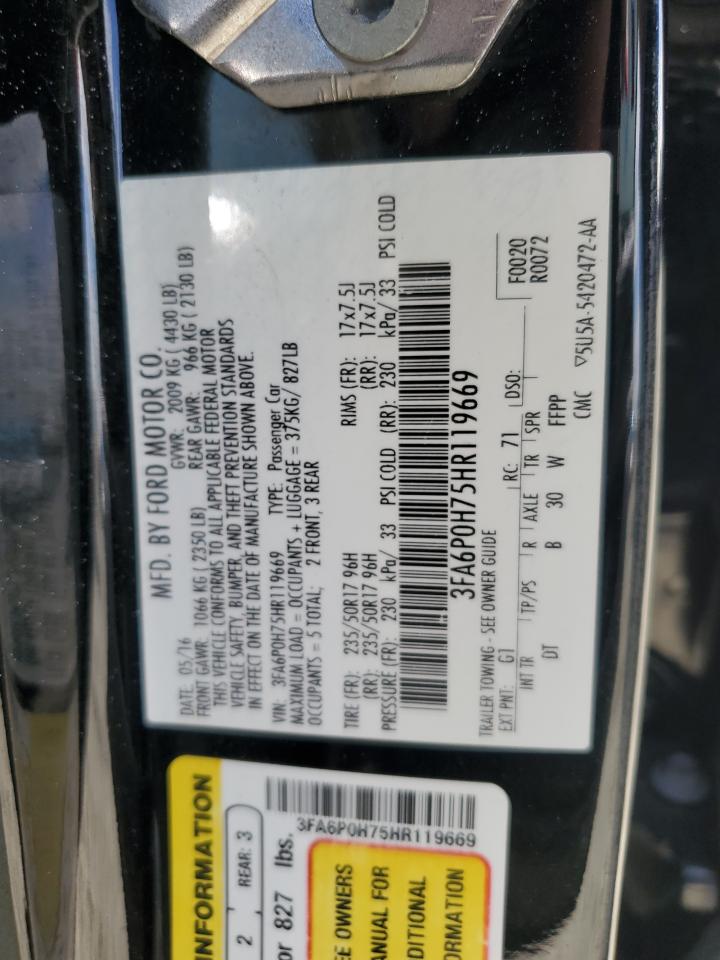 MFD. BY FORD MOTOR CO.
DATE: 05/16 GVWR: 2009 KG ( 4430 LB)
FRONT GAWR: 1066 KG ( 2350 LB) REAR GAWR: 966 KG ( 2130 LB)
THIS VEHICLE CONFORMS TO ALL APPLICABLE FEDERAL MOTOR
VEHICLE SAFETY, BUMPER, AND THEFT PREVENTION STANDARDS
IN EFFECT ON THE DATE OF MANUFACTURE SHOWN ABOVE.
VIN: 3FA6P0H75HR119669 TYPE: Passenger Car
MAXIMUM LOAD = OCCUPANTS + LUGGAGE = 375KG/ 827LB
OCCUPANTS = 5 TOTAL; 2 FRONT, 3 REAR
TIRE (FR): 235/50R17 96H RIMS (FR): 17x7.5J
(RR): 235/50R17 96H (RR): 17x7.5J
PRESSURE (FR): 230 kPa/ 33 PSI COLD (RR): 230 kPa/ 33 PSI COLD
3FA6P0H75HR119669
TRAILER TOWING - SEE OWNER GUIDE
EXT PNT: G1 RC: 71 DSO: F0020
R0072
INT TR TP/PS R AXLE TR SPR
DT B 30 W FFPP
CMC ▽5U5A-5420472-AA
INFORMATION
2 REAR: 3
or 827 lbs.
3FA6P0H75HR119669
EE OWNERS
ANUAL FOR
DITIONAL
ORMATION